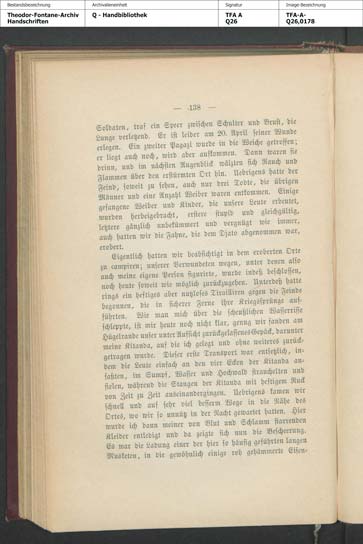 Bestandsbezeichnung
Archivalieneinheit
Signatur
Image-Bezeichnung
Theodor-Fontane-Archiv
Handschriften
Q - Handbibliothek
TFA A
Q26
TFA-A-
Q26,0178
— 138 —
Soldaten, traf ein Speer zwischen Schulter und Brust, die
Lunge verletzend. Er ist leider am 20. April seiner Wunde
erlegen. Ein zweiter Pagazi wurde in die Weiche getroffen;
er liegt auch noch, wird aber aufkommen. Dann waren sie
drinn, und im nächsten Augenblick wälzten sich Rauch und
Flammen über den erstürmten Ort hin. Uebrigens hatte der
Feind, soweit zu sehen, auch nur drei Todte, die übrigen
Männer und eine Anzahl Weiber waren entkommen. Einige
gefangene Weiber und Kinder, die unsere Leute erbeutet,
wurden herbeigebracht, erstere stupid und gleichgültig,
letztere gänzlich unbekümmert und vergnügt wie immer,
auch hatten wir die Fahne, die dem Djato abgenommen war,
erobert.
Eigentlich hatten wir beabsichtigt in dem eroberten Orte
zu campiren; unserer Verwundeten wegen, unter denen also
auch meine eigene Person figurirte, wurde indeß beschlossen,
noch heute soweit wie möglich zurückzugehen. Unterdeß hatte
rings ein heftiges aber nutzloses Tirailliren gegen die Feinde
begonnen, die in sicherer Ferne ihre Kriegssprünge auf-
führten. Wie man mich über die scheußlichen Wasserrisse
schleppte, ist mir heute noch nicht klar, genug wir fanden am
Hügelrande unser unter Aufsicht zurückgelassenes Gepäck, darunter
meine Kitanda, auf die ich gelegt und ohne weiteres zurück-
getragen wurde. Dieser erste Transport war entsetzlich, in-
dem die Leute einfach an den vier Ecken der Kitanda an-
faßten, im Sumpf, Wasser und Hochwald strauchelten und
fielen, während die Stangen der Kitanda mit heftigem Ruck
von Zeit zu Zeit auseinandergingen. Uebrigens kamen wir
schnell und auf sehr viel besserm Wege in die Nähe des
Ortes, wo wir so unnütz in der Nacht gewartet hatten. Hier
wurde ich dann meiner von Blut und Schlamm starrenden
Kleider entledigt und da zeigte sich nun die Bescheerung.
Es war die Ladung einer der hier so häufig geführten langen
Musketen, in die gewöhnlich einige roh gehämmerte Eisen-